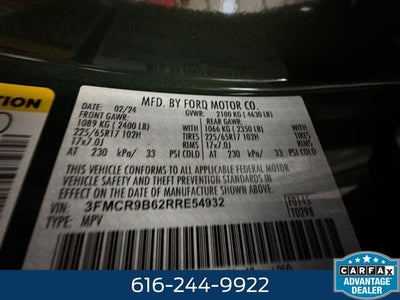 MFD. BY FORD MOTOR CO.
02/24
GVWR: 2100 KG ( 4630 LB)
FRONT GAWR:
REAR GAWR:
1089 KG ( 2400 LB)
1066 KG ( 2350 LB)
225/65R17 102H
225/65R17 102H
TIRES
17x7.0J
RIMS
17x7.0J
RIMS
AT 230 kPa/ 33 PSI COLD
AT 230 kPa/ 33 PSI COLD
THIS VEHICLE CONFORMS TO ALL APPLICABLE FEDERAL MOTOR
VEHICLE SAFETY AND THEFT PREVENTION STANDARDS IN EFFECT ON THE
DATE OF MANUFACTURE SHOWN ABOVE.
VIN: 3FMCR9B62RRE54932
TYPE: MPV
T0145
T0298
616-244-9922
CARFAX
ADVANTAGE
DEALER